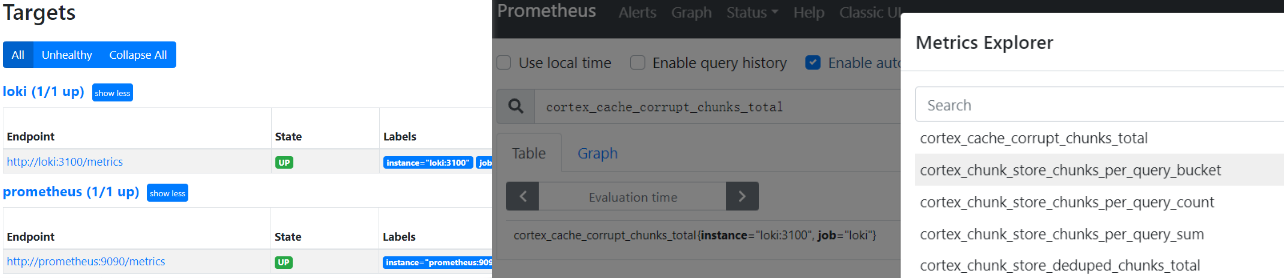 Targets
All Unhealthy Collapse All
loki (1/1 up) show less
Endpoint State Labels
http://loki:3100/metrics UP instance="loki:3100" job
prometheus (1/1 up) show less
Endpoint State Labels
http://prometheus:9090/metrics UP instance="prometheus:909
Prometheus Alerts Graph Status Help Classic UI
Use local time Enable query history Enable auto
cortex_cache_corrupt_chunks_total
Table Graph
Evaluation time
cortex_cache_corrupt_chunks_total{instance="loki:3100", job="loki"}
Metrics Explorer
Search
cortex_cache_corrupt_chunks_total
cortex_chunk_store_chunks_per_query_bucket
cortex_chunk_store_chunks_per_query_count
cortex_chunk_store_chunks_per_query_sum
cortex_chunk_store_deduped_chunks_total